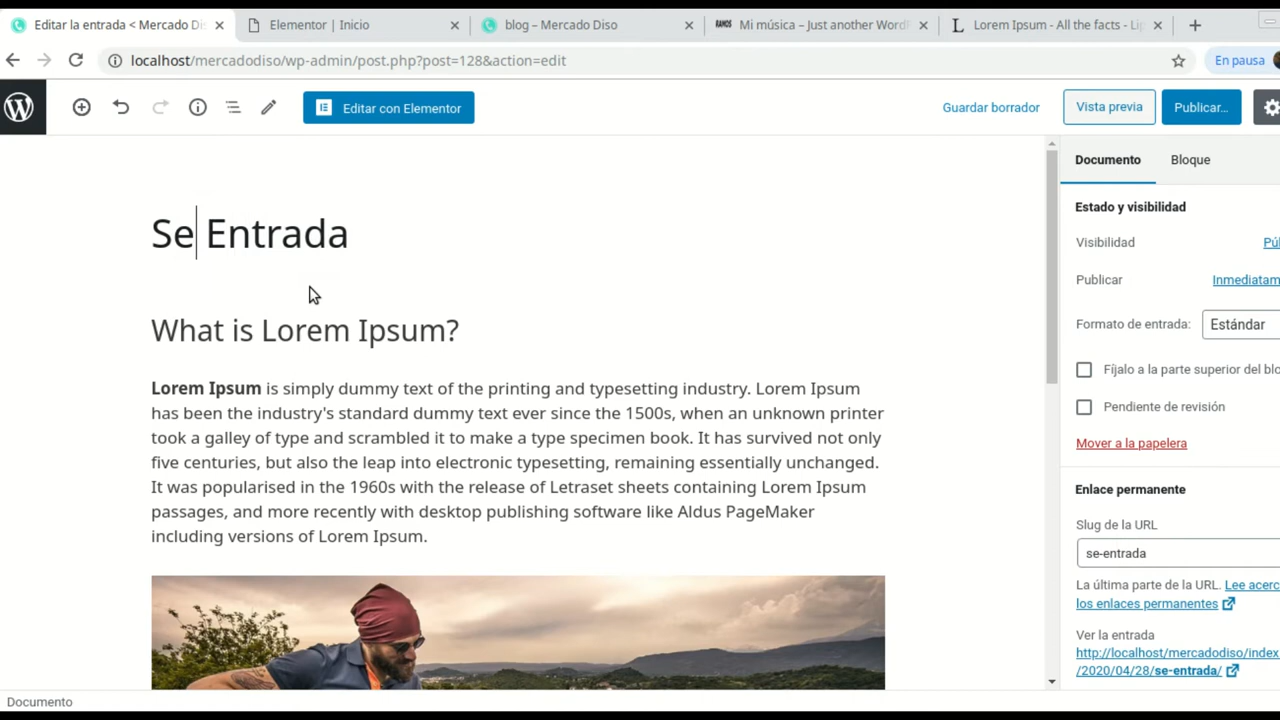 Editar la entrada < Mercado Di
Elementor | Inicio
blog – Mercado Diso
Mi música – Just another Word
Lorem Ipsum - All the facts - Lip
localhost/mercadodiso/wp-admin/post.php?post=128&action=edit
En pausa
Editar con Elementor
Guardar borrador
Vista previa
Publicar...
Documento
Bloque
Se Entrada
Estado y visibilidad
Visibilidad
Púl
Publicar
Inmediatam
Formato de entrada:
Estándar
Fíjalo a la parte superior del blo
Pendiente de revisión
Mover a la papelera
What is Lorem Ipsum?
Lorem Ipsum is simply dummy text of the printing and typesetting industry. Lorem Ipsum
has been the industry's standard dummy text ever since the 1500s, when an unknown printer
took a galley of type and scrambled it to make a type specimen book. It has survived not only
five centuries, but also the leap into electronic typesetting, remaining essentially unchanged.
It was popularised in the 1960s with the release of Letraset sheets containing Lorem Ipsum
passages, and more recently with desktop publishing software like Aldus PageMaker
including versions of Lorem Ipsum.
Enlace permanente
Slug de la URL
se-entrada
La última parte de la URL. Lee acerc
los enlaces permanentes
Ver la entrada
http://localhost/mercadodiso/index.
/2020/04/28/se-entrada/
Documento